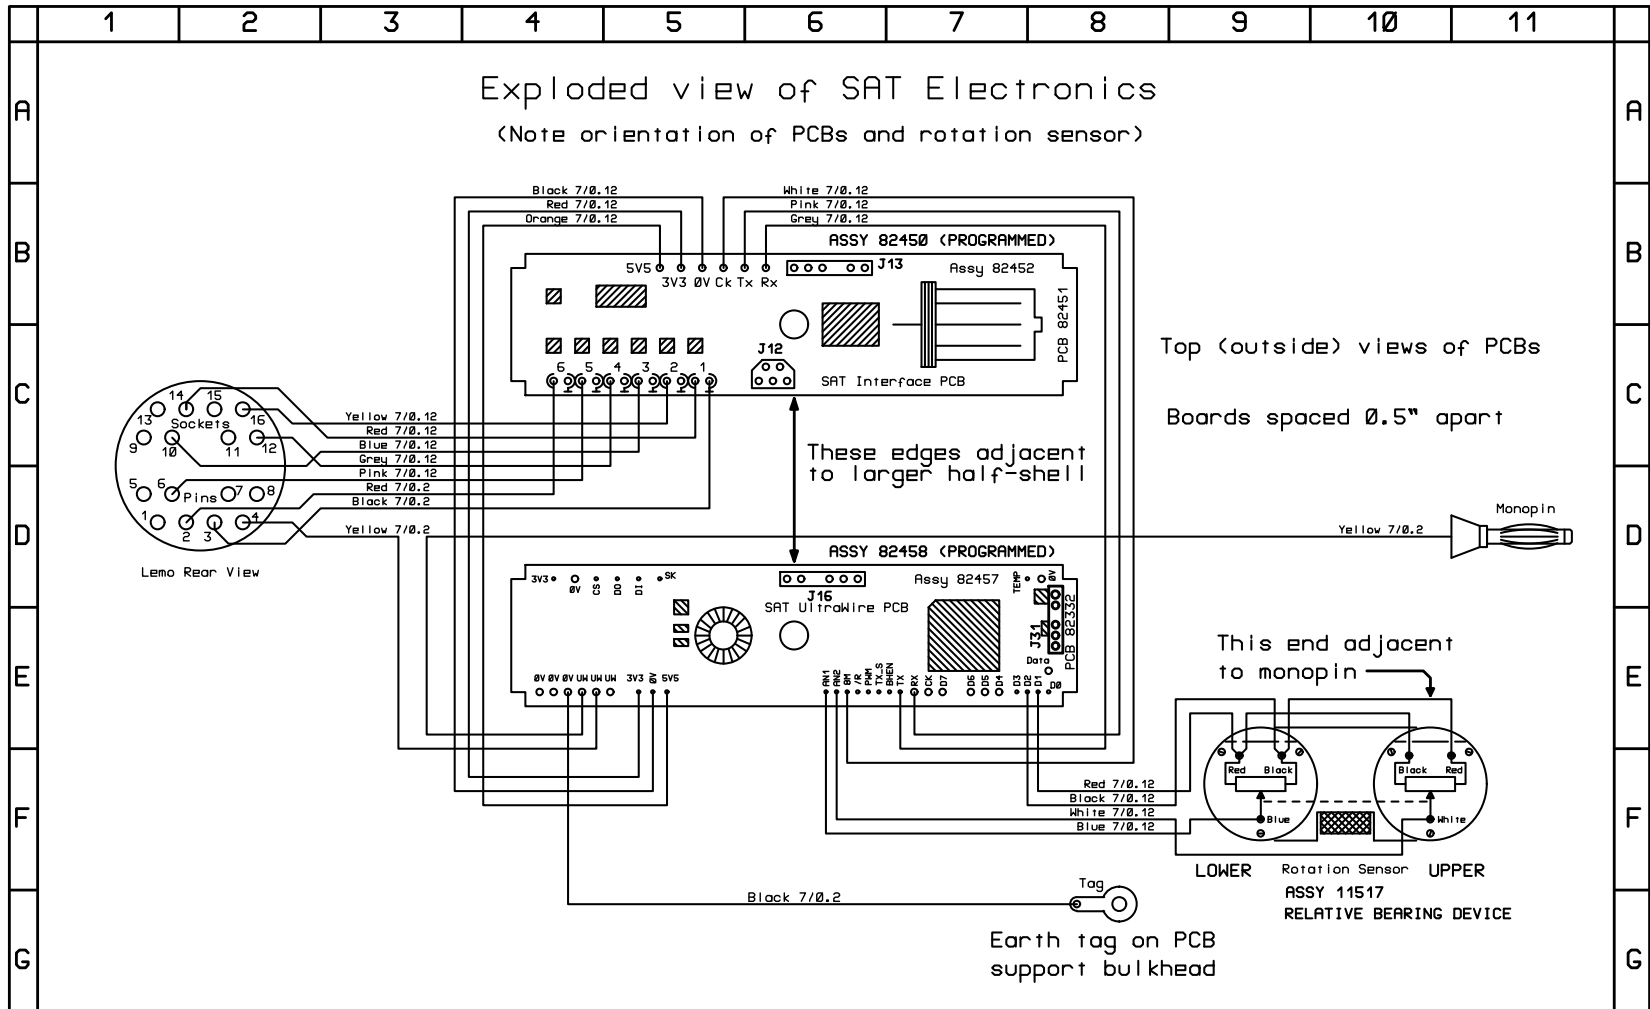 1 2 3 4 5 6 7 8 9 10 11
A A
Exploded view of SAT Electronics
(Note orientation of PCBs and rotation sensor)
B B
Black 7/0.12
Red 7/0.12
Orange 7/0.12
White 7/0.12
Pink 7/0.12
Grey 7/0.12
ASSY 82450 (PROGRAMMED)
5V5
3V3 0V Ck Tx Rx
J13
Assy 82452
PCB 82451
C C
J12
6 5 4 3 2 1
SAT Interface PCB
Top (outside) views of PCBs
Boards spaced 0.5" apart
14 15
13 16
Sockets
9 10 11 12
5 6 7 8
Pins
1 2 3 4
Lemo Rear View
Yellow 7/0.12
Red 7/0.12
Blue 7/0.12
Grey 7/0.12
Pink 7/0.12
Red 7/0.2
Black 7/0.2
Yellow 7/0.2
These edges adjacent
to larger half-shell
D D
Yellow 7/0.2
Monopin
ASSY 82458 (PROGRAMMED)
3V3 0V CS DO DI SK
J16
SAT UltraWire PCB
Assy 82457
TEMP 0V
J31
PCB 82332
Data
E E
0V 0V 0V UW UW UW 3V3 0V 5V5
AN1 AN2 BM /R PWM TX_S BHEN TX RX CK D7 D6 D5 D4 D3 D2 D1 D0
This end adjacent
to monopin
F F
Red Black Black Red
Blue White
Red 7/0.12
Black 7/0.12
White 7/0.12
Blue 7/0.12
LOWER Rotation Sensor UPPER
ASSY 11517
RELATIVE BEARING DEVICE
G G
Black 7/0.2
Tag
Earth tag on PCB
support bulkhead